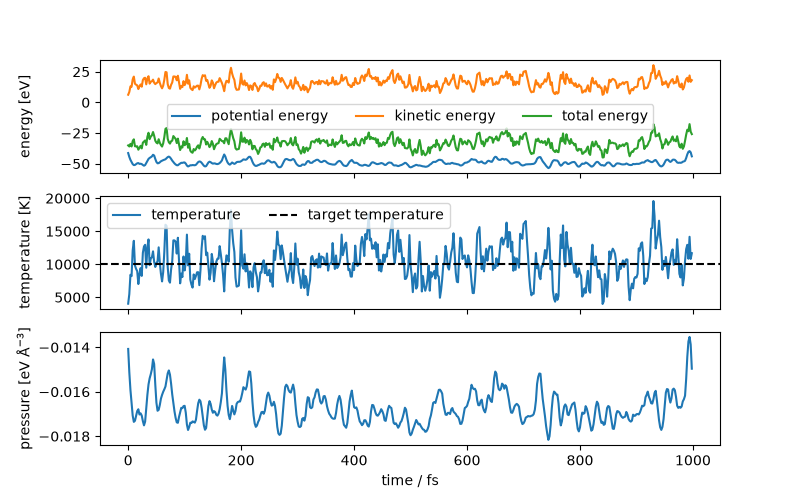 energy [eV]
25
0
−25
−50
potential energy kinetic energy total energy
temperature [K]
20000
15000
10000
5000
temperature target temperature
pressure [eV Å⁻³]
−0.014
−0.016
−0.018
0 200 400 600 800 1000
time / fs